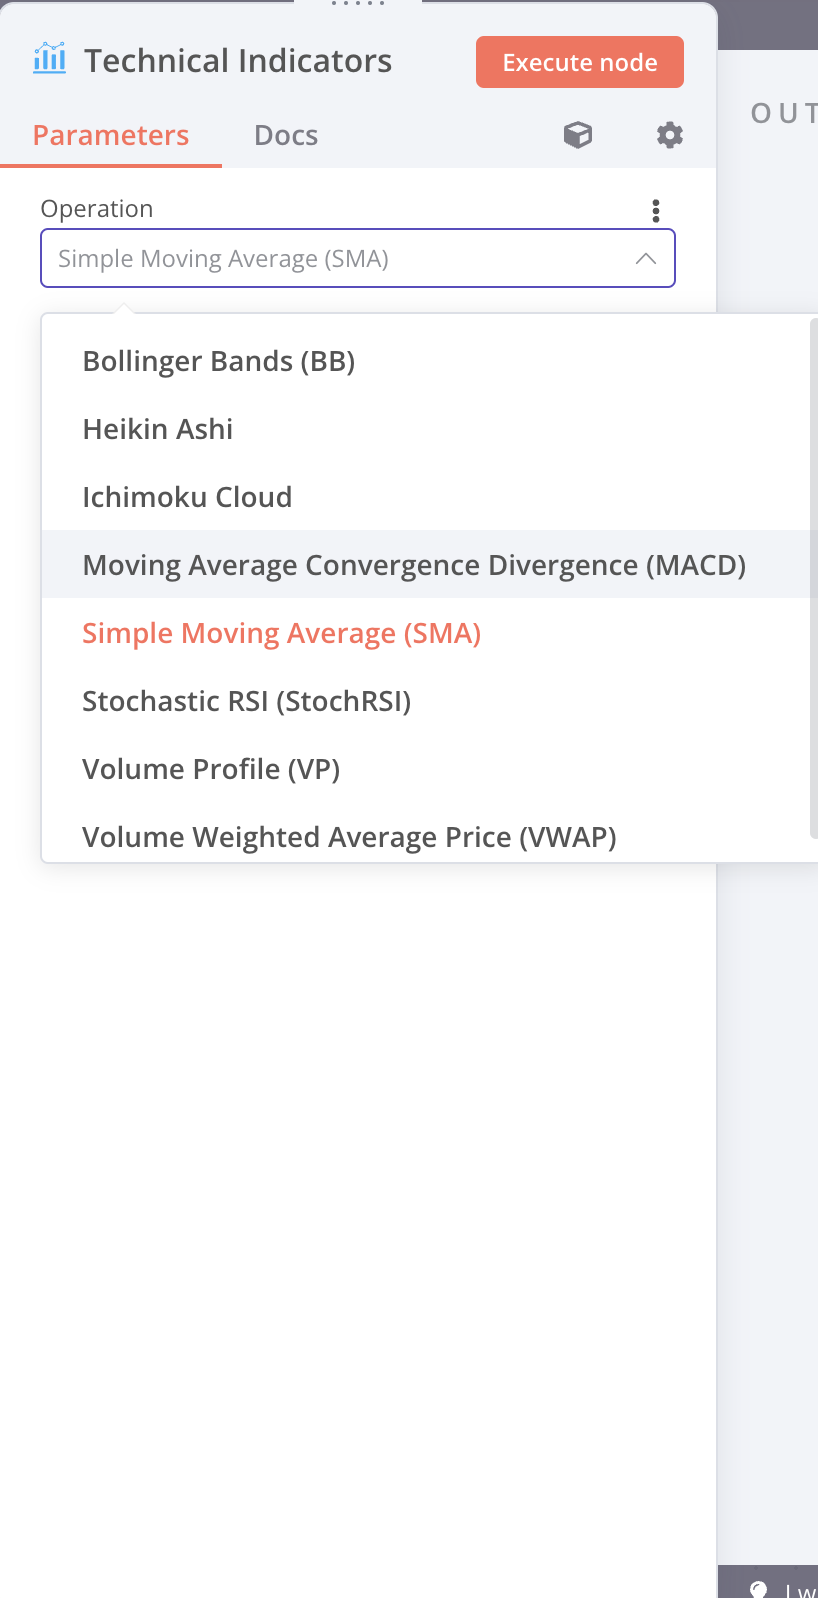 Technical Indicators
Execute node
Parameters
Docs
OUT
Operation
Simple Moving Average (SMA)
Bollinger Bands (BB)
Heikin Ashi
Ichimoku Cloud
Moving Average Convergence Divergence (MACD)
Simple Moving Average (SMA)
Stochastic RSI (StochRSI)
Volume Profile (VP)
Volume Weighted Average Price (VWAP)
I w